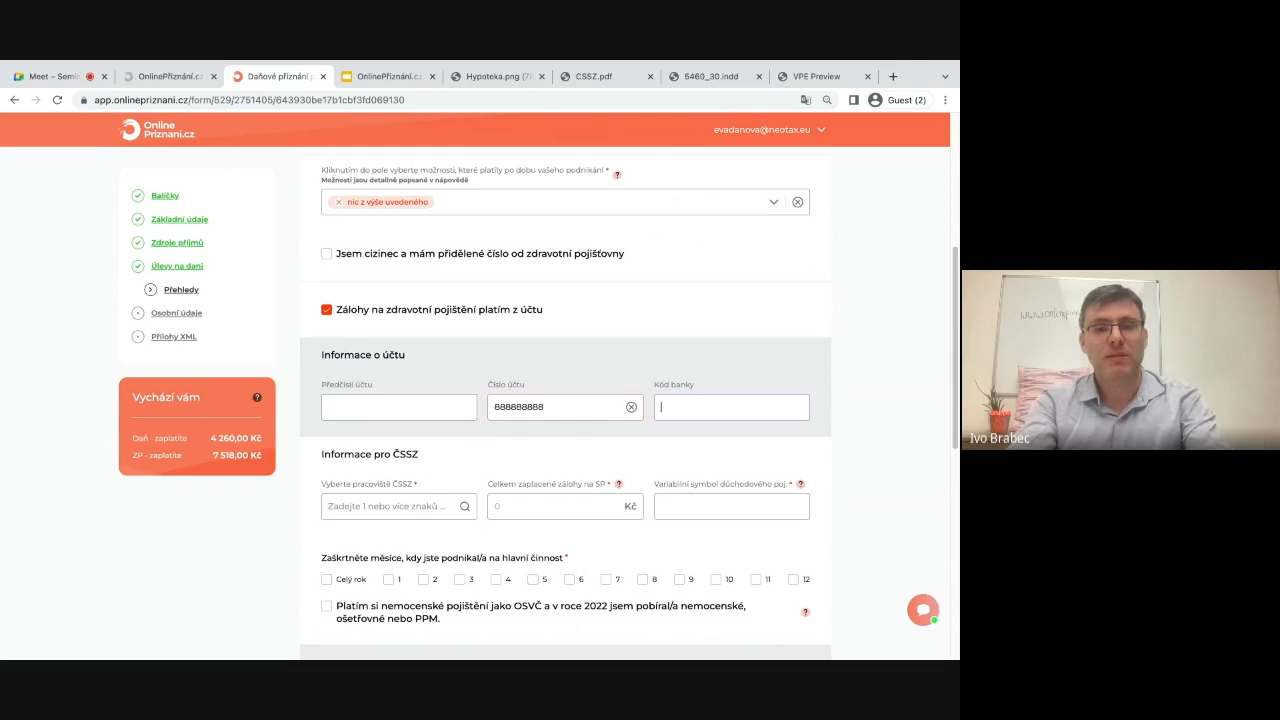 Meet – Semin
OnlinePřiznání.cz
Daňové přiznání p
OnlinePřiznání.cz
Hypoteka.png (7
CSSZ.pdf
5460_30.indd
VPE Preview
app.onlinepriznani.cz/form/529/2751405/643930be17b1cbf3fd069130
Guest (2)
Online
Priznani.cz
evadanova@neotax.eu
Balíčky
Základní údaje
Zdroje příjmů
Úlevy na dani
Přehledy
Osobní údaje
Přílohy XML
Vychází vám
Daň - zaplatíte 4 260,00 Kč
ZP - zaplatíte 7 518,00 Kč
Kliknutím do pole vyberte možnosti, které platily po dobu vašeho podnikání *
Možnosti jsou detailně popsané v nápovědě
nic z výše uvedeného
Jsem cizinec a mám přidělené číslo od zdravotní pojišťovny
Zálohy na zdravotní pojištění platím z účtu
Informace o účtu
Předčíslí účtu Číslo účtu Kód banky
888888888
Informace pro ČSSZ
Vyberte pracoviště ČSSZ * Celkem zaplacené zálohy na SP * Variabilní symbol důchodového poj. *
Zadejte 1 nebo více znaků ... 0 Kč
Zaškrtněte měsíce, kdy jste podnikal/a na hlavní činnost *
Celý rok 1 2 3 4 5 6 7 8 9 10 11 12
Platím si nemocenské pojištění jako OSVČ a v roce 2022 jsem pobíral/a nemocenské,
ošetřovné nebo PPM.
Ivo Brabec